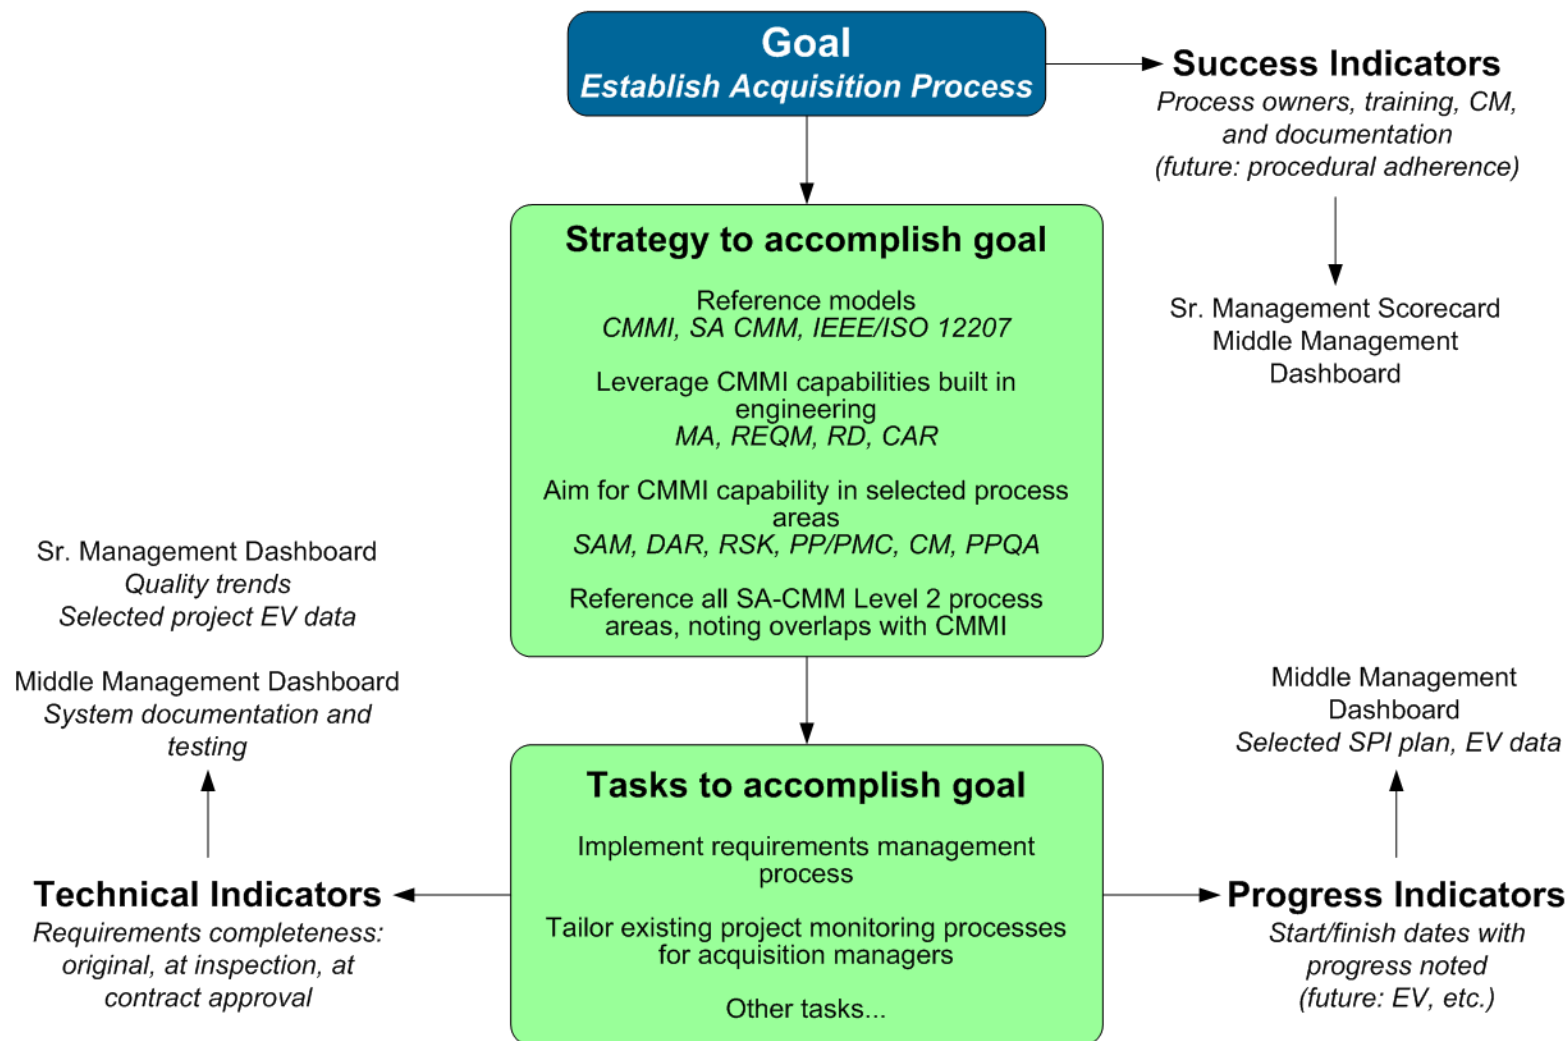 Goal
Establish Acquisition Process
Success Indicators
Process owners, training, CM,
and documentation
(future: procedural adherence)
Sr. Management Scorecard
Middle Management
Dashboard
Strategy to accomplish goal
Reference models
CMMI, SA CMM, IEEE/ISO 12207
Leverage CMMI capabilities built in
engineering
MA, REQM, RD, CAR
Aim for CMMI capability in selected process
areas
SAM, DAR, RSK, PP/PMC, CM, PPQA
Reference all SA-CMM Level 2 process
areas, noting overlaps with CMMI
Sr. Management Dashboard
Quality trends
Selected project EV data
Middle Management Dashboard
System documentation and
testing
Technical Indicators
Requirements completeness:
original, at inspection, at
contract approval
Tasks to accomplish goal
Implement requirements management
process
Tailor existing project monitoring processes
for acquisition managers
Other tasks...
Middle Management
Dashboard
Selected SPI plan, EV data
Progress Indicators
Start/finish dates with
progress noted
(future: EV, etc.)